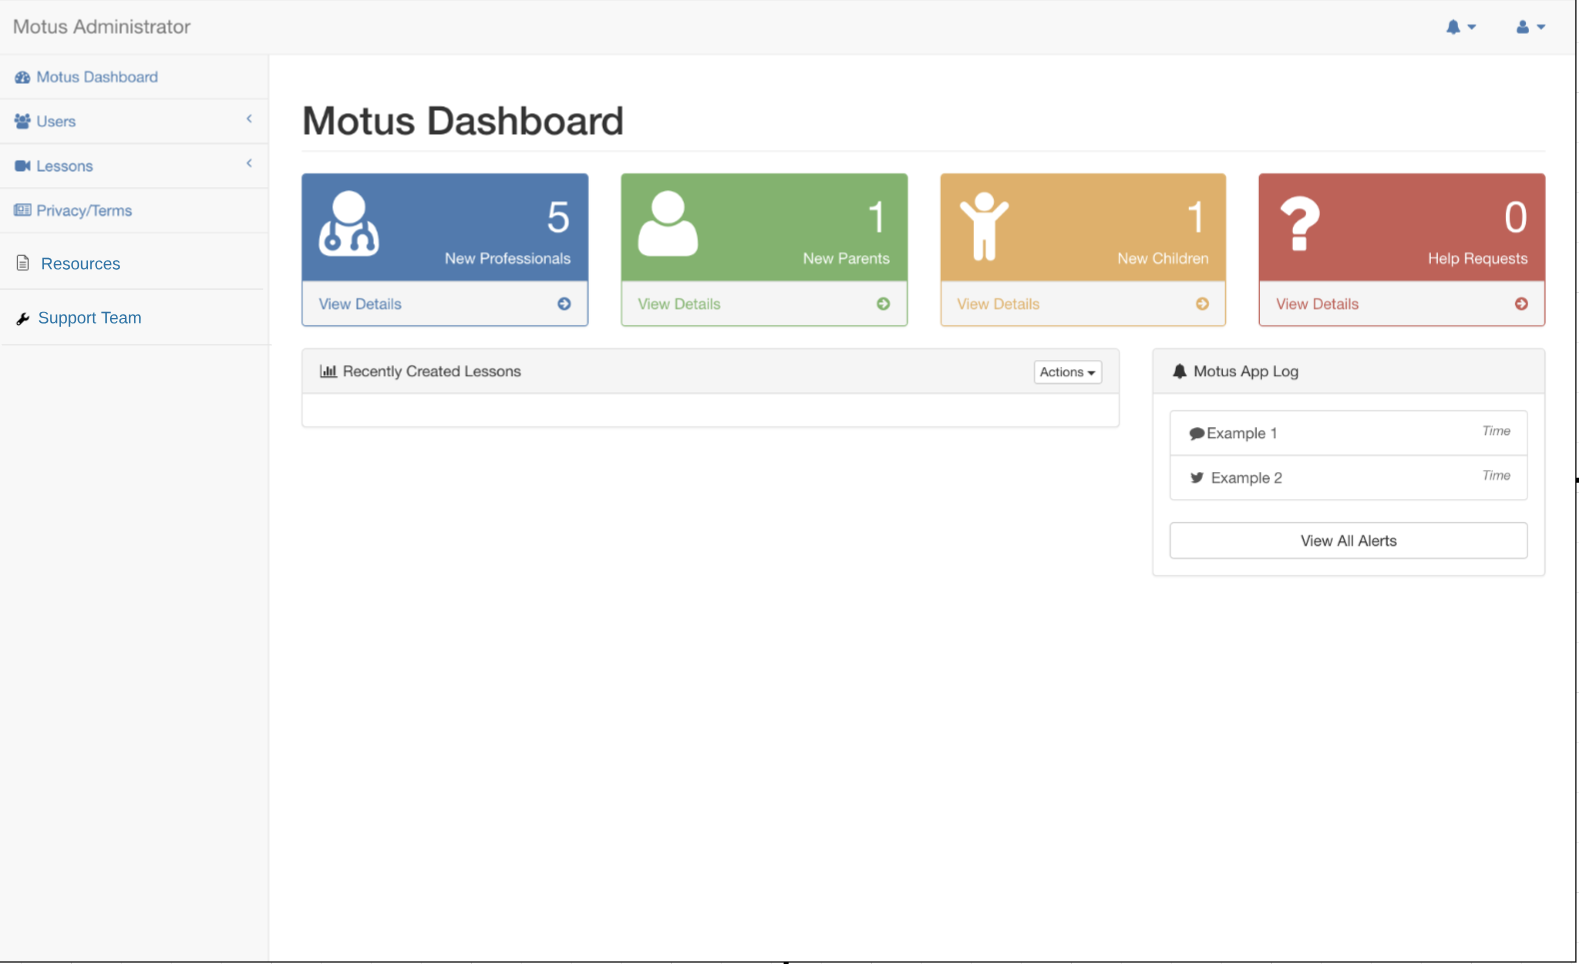 Motus Administrator
Motus Dashboard
Users
Lessons
Privacy/Terms
Resources
Support Team
Motus Dashboard
5
New Professionals
View Details
1
New Parents
View Details
1
New Children
View Details
0
Help Requests
View Details
Recently Created Lessons
Actions
Motus App Log
Example 1 Time
Example 2 Time
View All Alerts